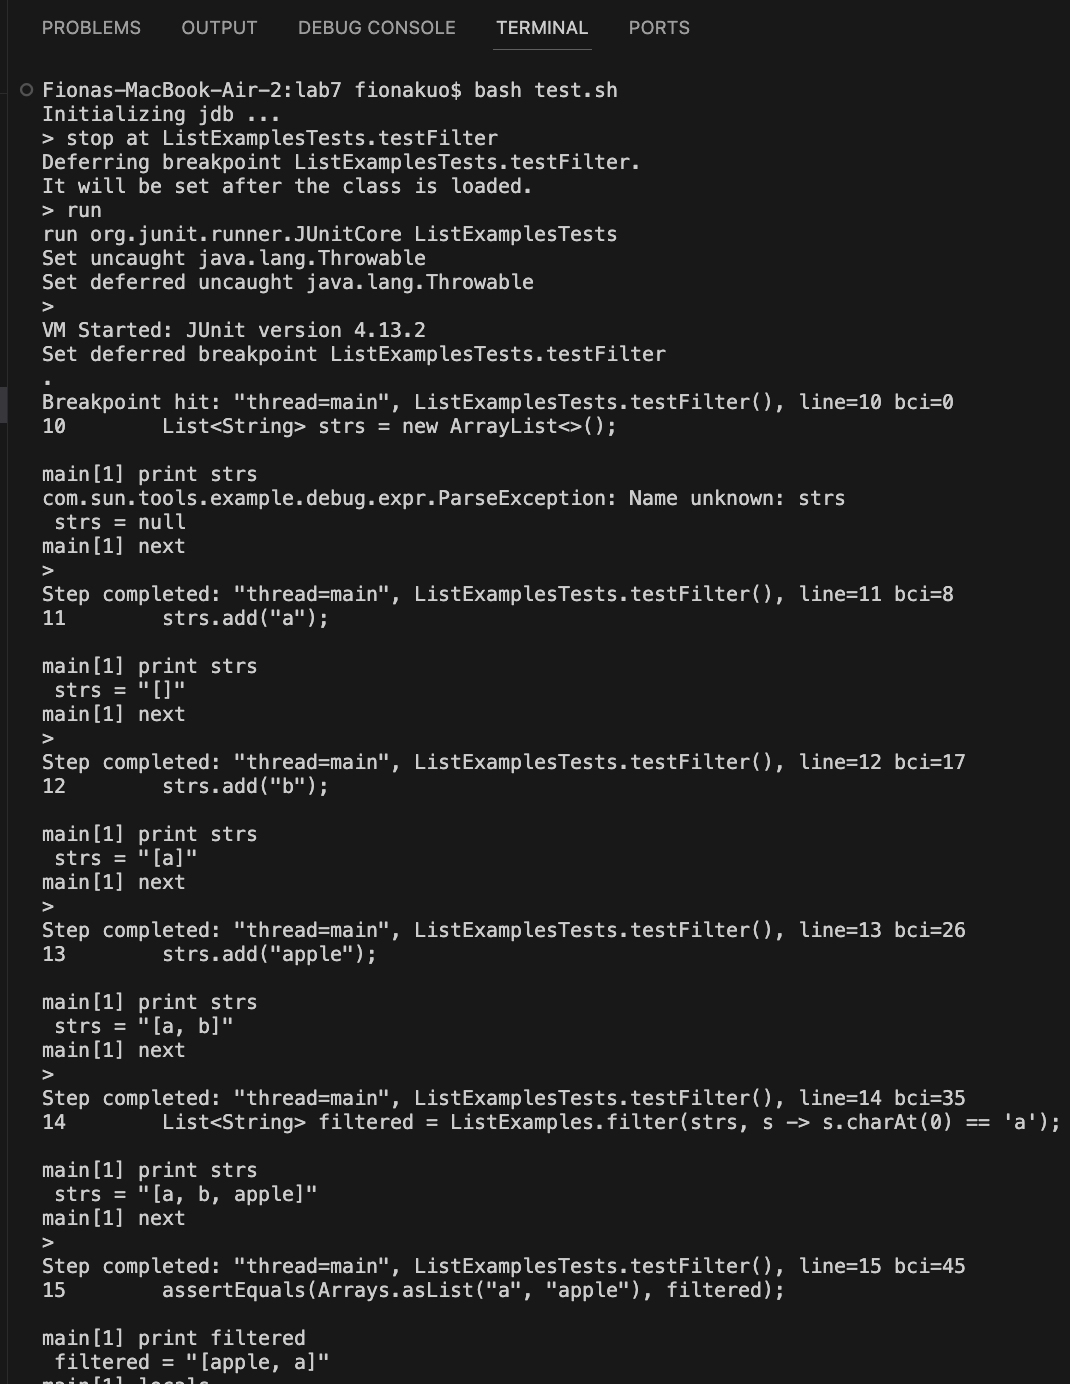 PROBLEMS OUTPUT DEBUG CONSOLE TERMINAL PORTS
Fionas-MacBook-Air-2:lab7 fionakuo$ bash test.sh
Initializing jdb ...
> stop at ListExamplesTests.testFilter
Deferring breakpoint ListExamplesTests.testFilter.
It will be set after the class is loaded.
> run
run org.junit.runner.JUnitCore ListExamplesTests
Set uncaught java.lang.Throwable
Set deferred uncaught java.lang.Throwable
>
VM Started: JUnit version 4.13.2
Set deferred breakpoint ListExamplesTests.testFilter
.
Breakpoint hit: "thread=main", ListExamplesTests.testFilter(), line=10 bci=0
10        List<String> strs = new ArrayList<>();
main[1] print strs
com.sun.tools.example.debug.expr.ParseException: Name unknown: strs
 strs = null
main[1] next
>
Step completed: "thread=main", ListExamplesTests.testFilter(), line=11 bci=8
11        strs.add("a");
main[1] print strs
 strs = "[]"
main[1] next
>
Step completed: "thread=main", ListExamplesTests.testFilter(), line=12 bci=17
12        strs.add("b");
main[1] print strs
 strs = "[a]"
main[1] next
>
Step completed: "thread=main", ListExamplesTests.testFilter(), line=13 bci=26
13        strs.add("apple");
main[1] print strs
 strs = "[a, b]"
main[1] next
>
Step completed: "thread=main", ListExamplesTests.testFilter(), line=14 bci=35
14        List<String> filtered = ListExamples.filter(strs, s -> s.charAt(0) == 'a');
main[1] print strs
 strs = "[a, b, apple]"
main[1] next
>
Step completed: "thread=main", ListExamplesTests.testFilter(), line=15 bci=45
15        assertEquals(Arrays.asList("a", "apple"), filtered);
main[1] print filtered
 filtered = "[apple, a]"
main[1] locals